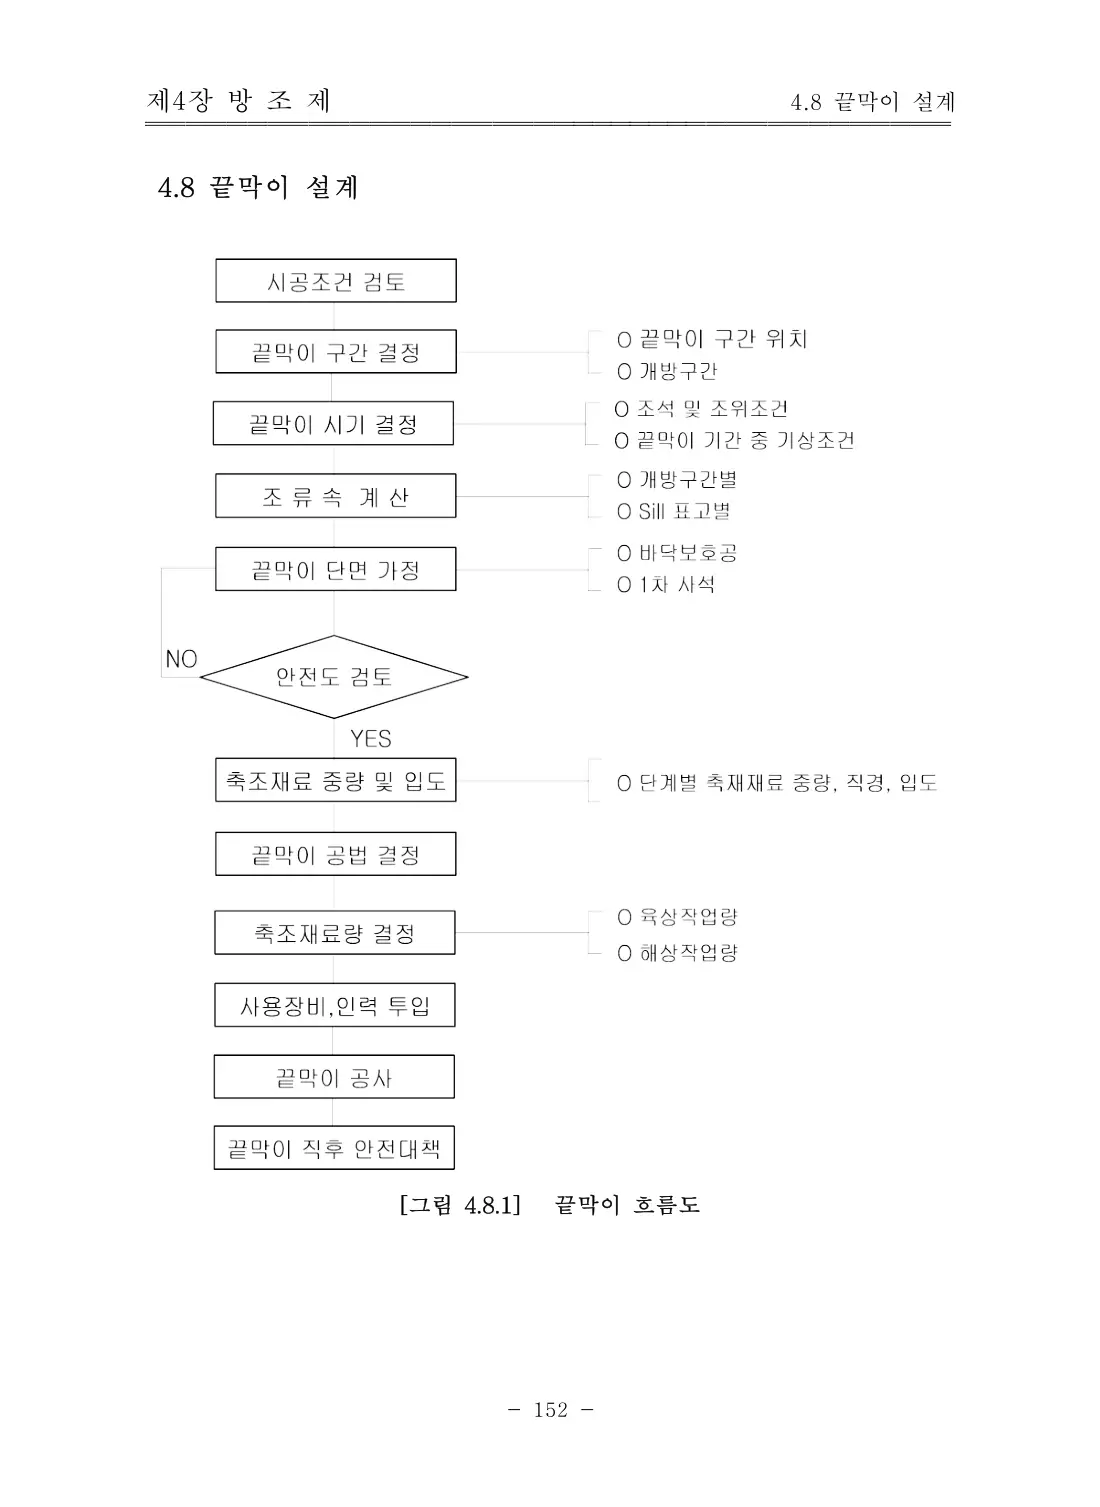 제4장 방 조 제
4.8 끝막이 설계
4.8 끝막이 설계
시공조건 검토
끝막이 구간 결정
O 끝막이 구간 위치
O 개방구간
끝막이 시기 결정
O 조석 및 조위조건
O 끝막이 기간 중 기상조건
조 류 속 계 산
O 개방구간별
O Sill 표고별
끝막이 단면 가정
O 바닥보호공
O 1차 사석
NO
안전도 검토
YES
축조재료 중량 및 입도
O 단계별 축재재료 중량, 직경, 입도
끝막이 공법 결정
축조재료량 결정
O 육상작업량
O 해상작업량
사용장비,인력 투입
끝막이 공사
끝막이 직후 안전대책
[그림 4.8.1] 끝막이 흐름도
- 152 -